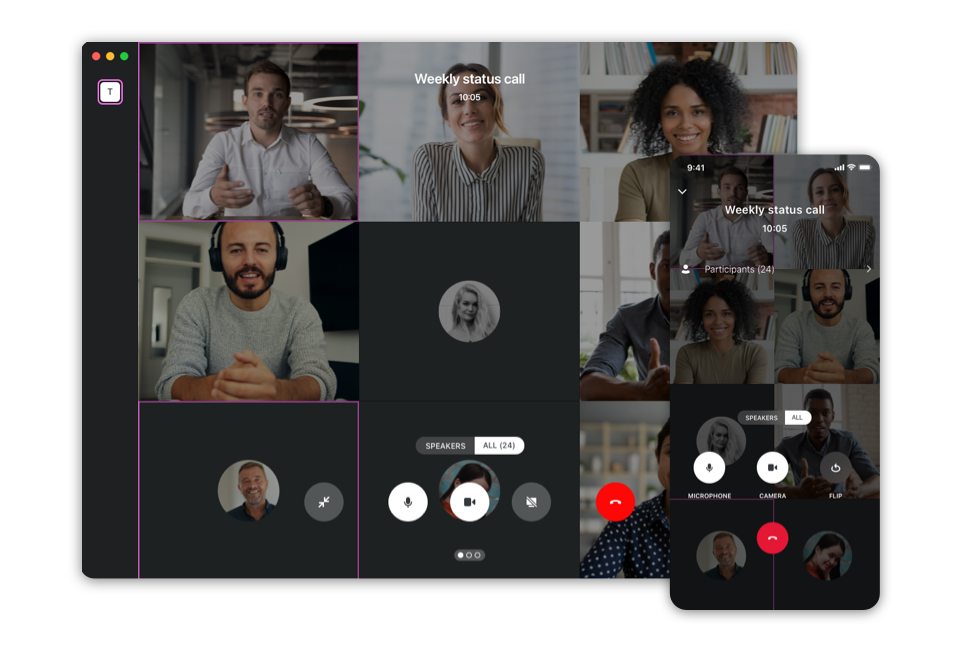 T
Weekly status call
10:05
SPEAKERS
ALL (24)
9:41
Weekly status call
10:05
Participants (24)
SPEAKERS
ALL
MICROPHONE
CAMERA
FLIP